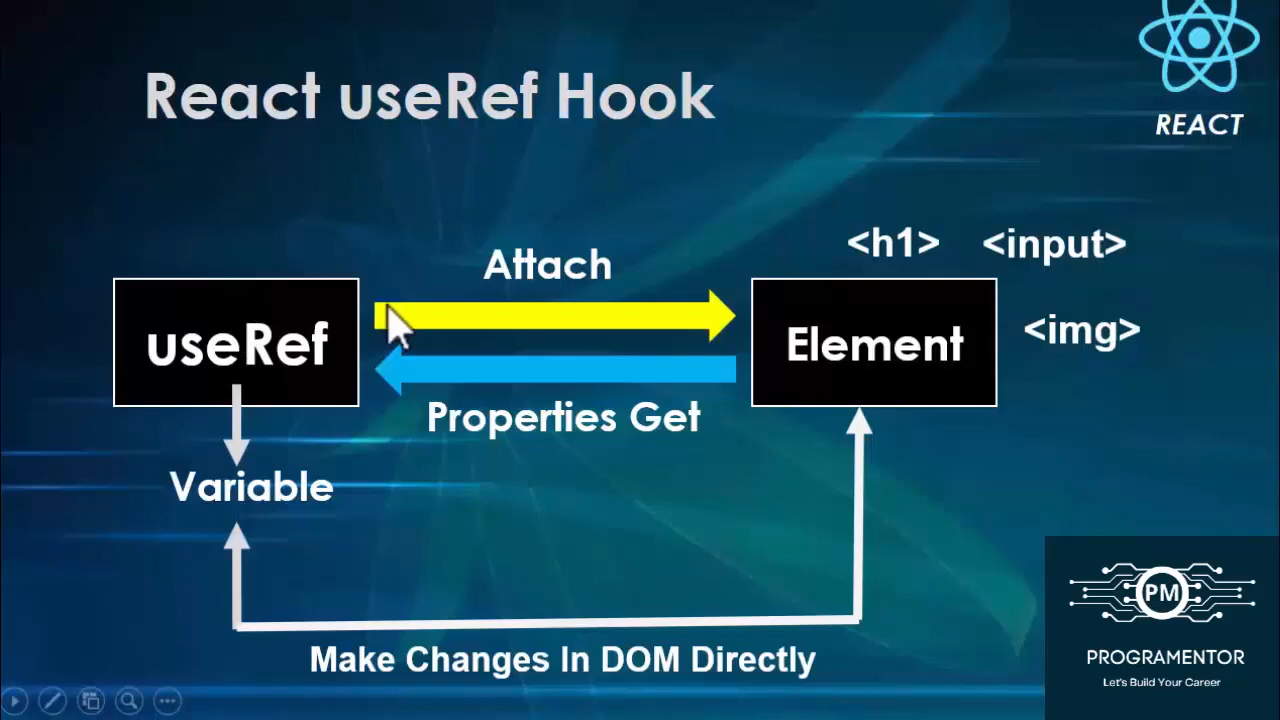 React useRef Hook
REACT
<h1> <input>
Attach
useRef
Element
<img>
Properties Get
Variable
Make Changes In DOM Directly
PM
PROGRAMENTOR
Let's Build Your Career